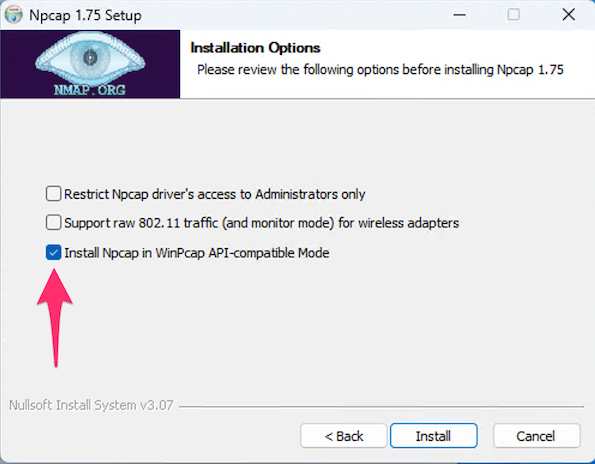 Npcap 1.75 Setup
Installation Options
Please review the following options before installing Npcap 1.75
NMAP.ORG
Restrict Npcap driver's access to Administrators only
Support raw 802.11 traffic (and monitor mode) for wireless adapters
Install Npcap in WinPcap API-compatible Mode
Nullsoft Install System v3.07
< Back
Install
Cancel